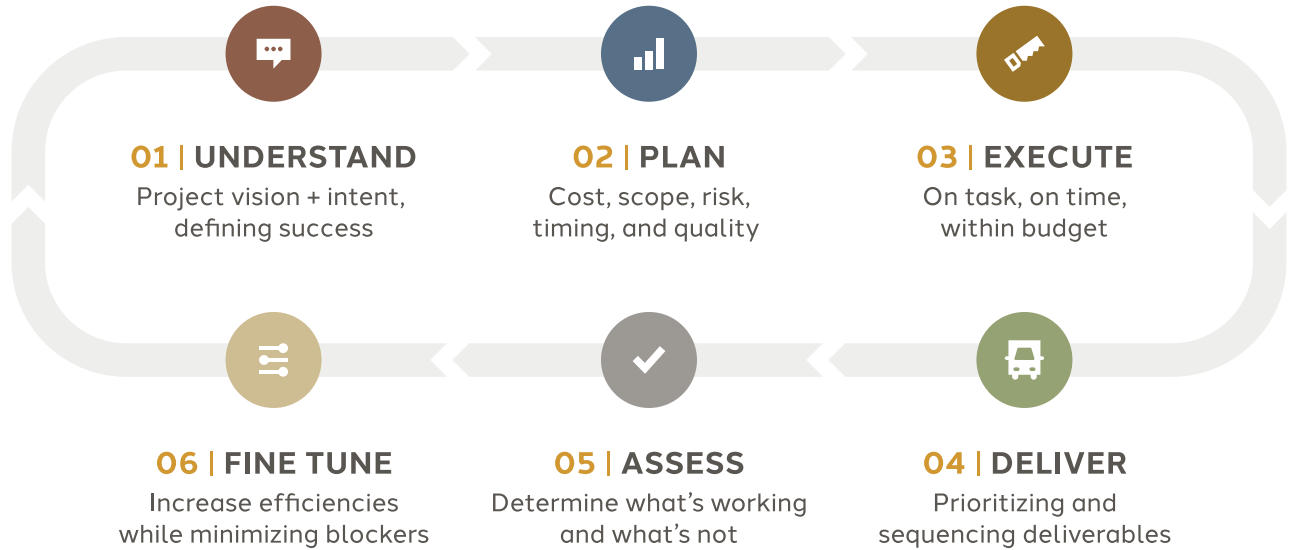 01 | UNDERSTAND
Project vision + intent,
defining success
02 | PLAN
Cost, scope, risk,
timing, and quality
03 | EXECUTE
On task, on time,
within budget
04 | DELIVER
Prioritizing and
sequencing deliverables
05 | ASSESS
Determine what’s working
and what’s not
06 | FINE TUNE
Increase efficiencies
while minimizing blockers